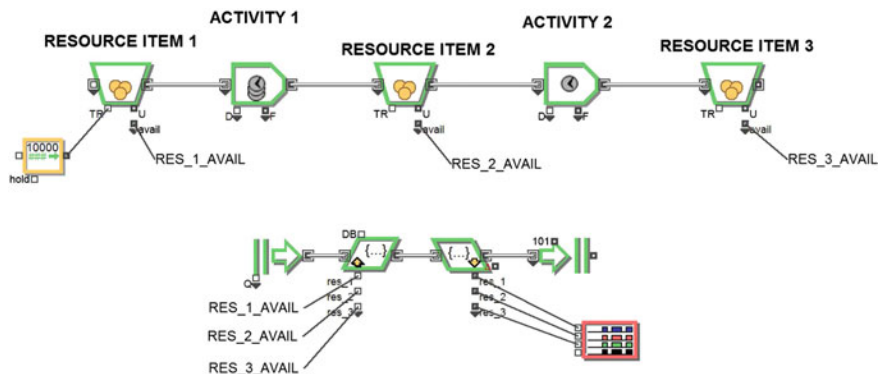 ACTIVITY 1
ACTIVITY 2
RESOURCE ITEM 1
RESOURCE ITEM 2
RESOURCE ITEM 3
TR
U
avail
D
F
TR
U
avail
D
F
TR
U
avail
10000
hold
RES_1_AVAIL
RES_2_AVAIL
RES_3_AVAIL
DB
{...}
{...}
101
Q
res_1
res_2
res_3
res_1
res_2
res_3
RES_1_AVAIL
RES_2_AVAIL
RES_3_AVAIL